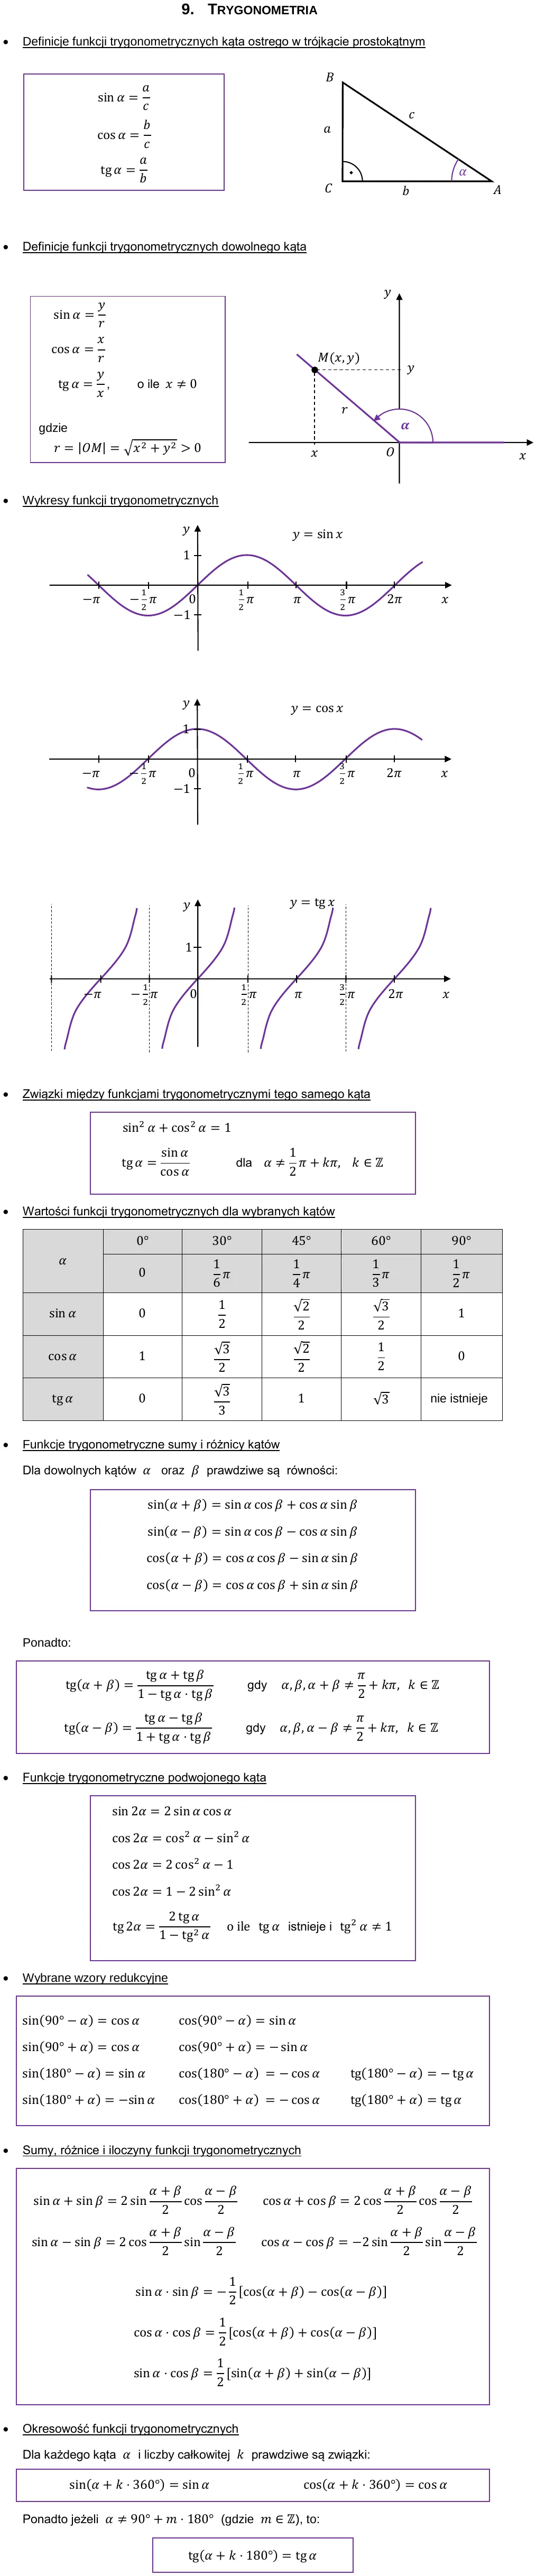 9. TRYGONOMETRIA
• Definicje funkcji trygonometrycznych kąta ostrego w trójkącie prostokątnym
sin α = a/c
cos α = b/c
tg α = a/b
B
a
c
α
C
b
A
• Definicje funkcji trygonometrycznych dowolnego kąta
sin α = y/r
cos α = x/r
tg α = y/x, o ile x ≠ 0
gdzie
r = |OM| = √(x² + y²) > 0
y
M(x, y)
y
r
α
x
O
x
• Wykresy funkcji trygonometrycznych
y
y = sin x
1
−π −1/2 π 0 1/2 π π 3/2 π 2π x
−1
y
y = cos x
1
−π −1/2 π 0 1/2 π π 3/2 π 2π x
−1
y
y = tg x
1
−π −1/2 π 0 1/2 π π 3/2 π 2π x
• Związki między funkcjami trygonometrycznymi tego samego kąta
sin² α + cos² α = 1
tg α = sin α / cos α dla α ≠ 1/2 π + kπ, k ∈ ℤ
• Wartości funkcji trygonometrycznych dla wybranych kątów
α 0° 30° 45° 60° 90°
0 1/6 π 1/4 π 1/3 π 1/2 π
sin α 0 1/2 √2/2 √3/2 1
cos α 1 √3/2 √2/2 1/2 0
tg α 0 √3/3 1 √3 nie istnieje
• Funkcje trygonometryczne sumy i różnicy kątów
Dla dowolnych kątów α oraz β prawdziwe są równości:
sin(α + β) = sin α cos β + cos α sin β
sin(α − β) = sin α cos β − cos α sin β
cos(α + β) = cos α cos β − sin α sin β
cos(α − β) = cos α cos β + sin α sin β
Ponadto:
tg(α + β) = (tg α + tg β)/(1 − tg α · tg β) gdy α, β, α + β ≠ π/2 + kπ, k ∈ ℤ
tg(α − β) = (tg α − tg β)/(1 + tg α · tg β) gdy α, β, α − β ≠ π/2 + kπ, k ∈ ℤ
• Funkcje trygonometryczne podwojonego kąta
sin 2α = 2 sin α cos α
cos 2α = cos² α − sin² α
cos 2α = 2 cos² α − 1
cos 2α = 1 − 2 sin² α
tg 2α = 2 tg α/(1 − tg² α) o ile tg α istnieje i tg² α ≠ 1
• Wybrane wzory redukcyjne
sin(90° − α) = cos α cos(90° − α) = sin α
sin(90° + α) = cos α cos(90° + α) = − sin α
sin(180° − α) = sin α cos(180° − α) = − cos α tg(180° − α) = − tg α
sin(180° + α) = −sin α cos(180° + α) = − cos α tg(180° + α) = tg α
• Sumy, różnice i iloczyny funkcji trygonometrycznych
sin α + sin β = 2 sin (α + β)/2 cos (α − β)/2 cos α + cos β = 2 cos (α + β)/2 cos (α − β)/2
sin α − sin β = 2 cos (α + β)/2 sin (α − β)/2 cos α − cos β = −2 sin (α + β)/2 sin (α − β)/2
sin α · sin β = −1/2 [cos(α + β) − cos(α − β)]
cos α · cos β = 1/2 [cos(α + β) + cos(α − β)]
sin α · cos β = 1/2 [sin(α + β) + sin(α − β)]
• Okresowość funkcji trygonometrycznych
Dla każdego kąta α i liczby całkowitej k prawdziwe są związki:
sin(α + k · 360°) = sin α cos(α + k · 360°) = cos α
Ponadto jeżeli α ≠ 90° + m · 180° (gdzie m ∈ ℤ), to:
tg(α + k · 180°) = tg α